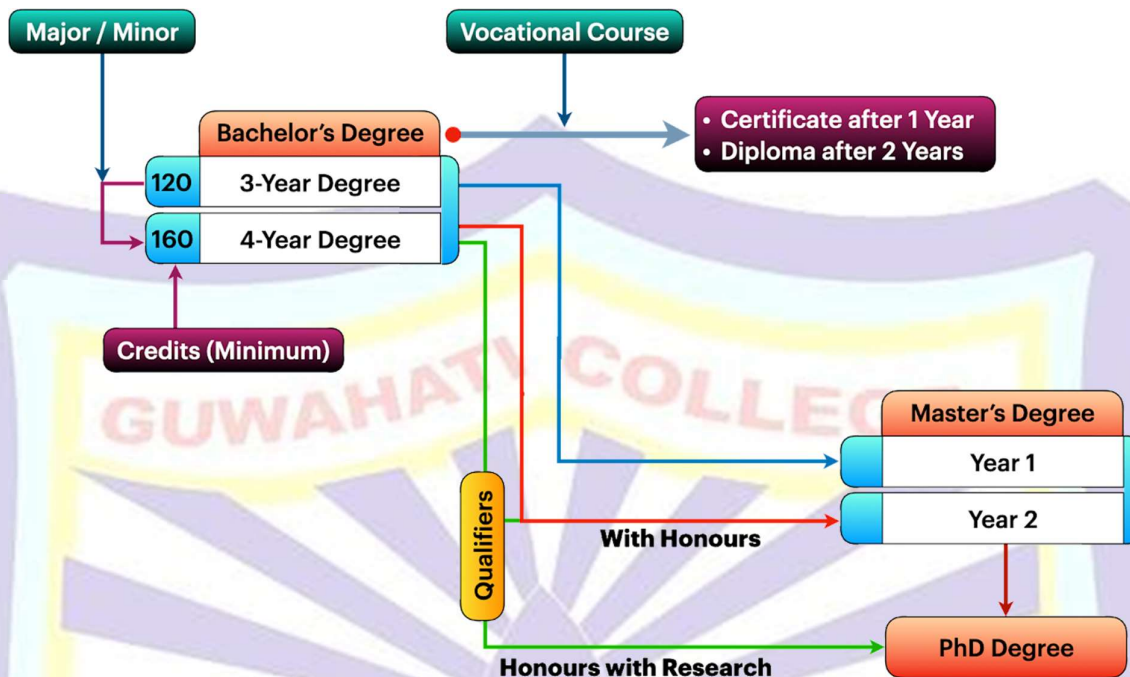 Major / Minor
Vocational Course
Bachelor's Degree
• Certificate after 1 Year
• Diploma after 2 Years
120
3-Year Degree
160
4-Year Degree
Credits (Minimum)
GUWAHATI COLLEG
Master's Degree
Year 1
Qualifiers
Year 2
With Honours
PhD Degree
Honours with Research